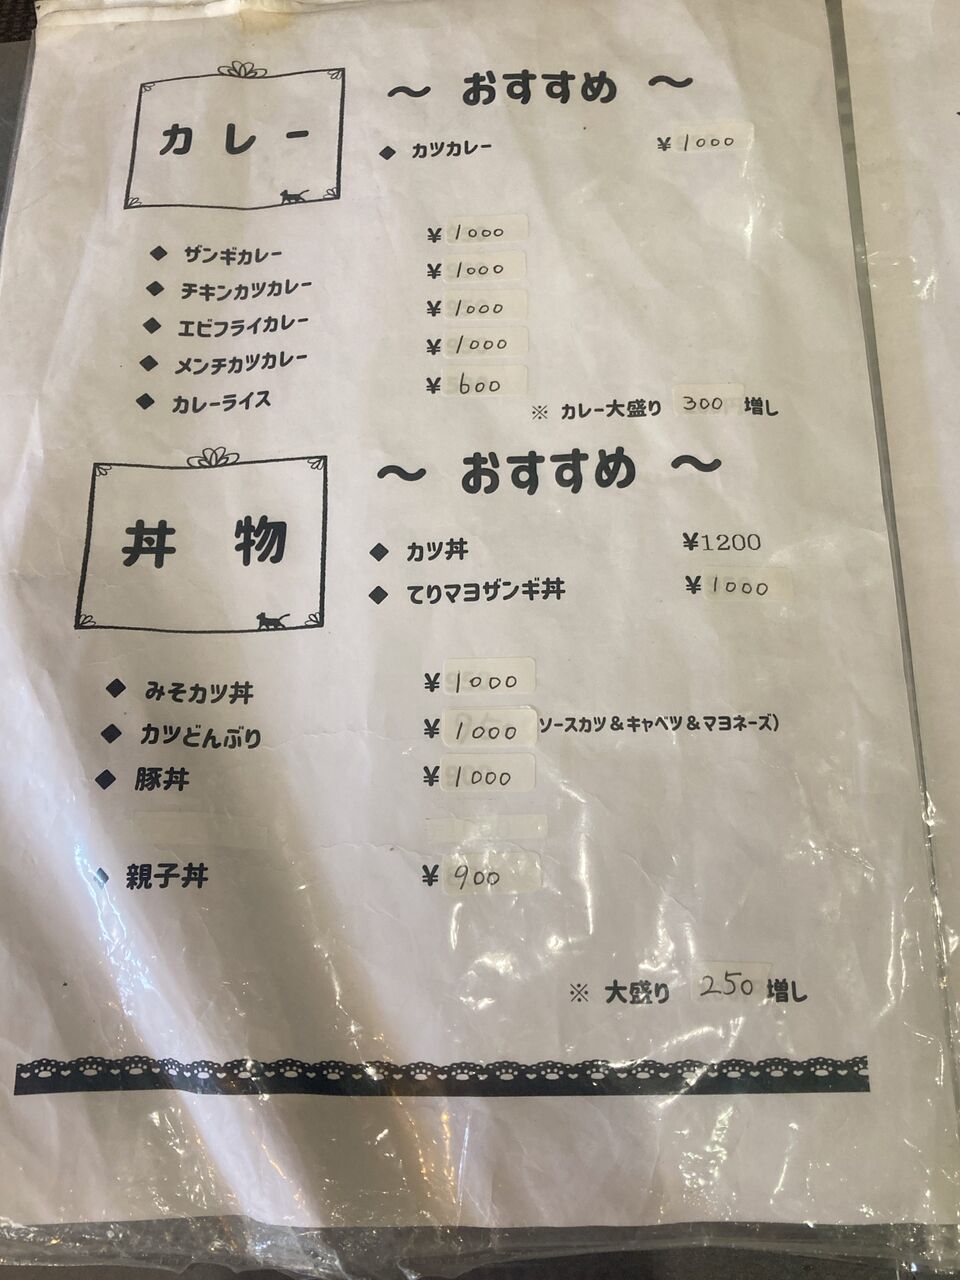 カレー
～ おすすめ ～
◆ カツカレー ￥1000
◆ ザンギカレー ￥1000
◆ チキンカツカレー ￥1000
◆ エビフライカレー ￥1000
◆ メンチカツカレー ￥1000
◆ カレーライス ￥600
※ カレー大盛り 300 増し
丼 物
～ おすすめ ～
◆ カツ丼 ¥1200
◆ てりマヨザンギ丼 ￥1000
◆ みそカツ丼 ￥1000
◆ カツどんぶり ￥1000 ソースカツ＆キャベツ＆マヨネーズ）
◆ 豚丼 ￥1000
◆ 親子丼 ￥900
※ 大盛り 250 増し